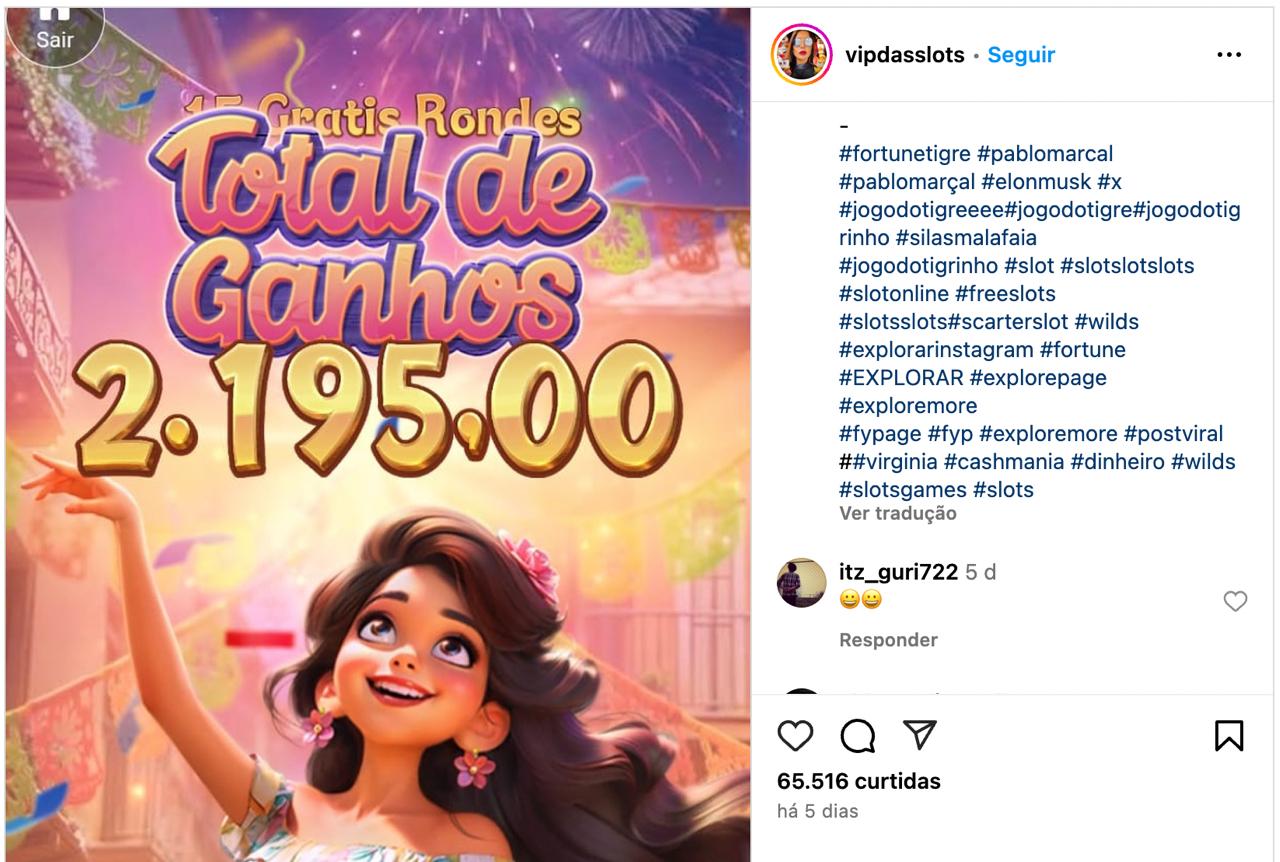 Sair
15 Gratis Rondes
Total de
Ganhos
2.195,00
vipdasslots • Seguir
-
#fortunetigre #pablomarcal
#pablomarçal #elonmusk #x
#jogodotigreeee#jogodotigre#jogodotig
rinho #silasmalafaia
#jogodotigrinho #slot #slotslotslots
#slotonline #freeslots
#slotsslots#scarterslot #wilds
#explorarinstagram #fortune
#EXPLORAR #explorepage
#exploremore
#fypage #fyp #exploremore #postviral
##virginia #cashmania #dinheiro #wilds
#slotsgames #slots
Ver tradução
itz_guri722 5 d
😀😀
Responder
65.516 curtidas
há 5 dias